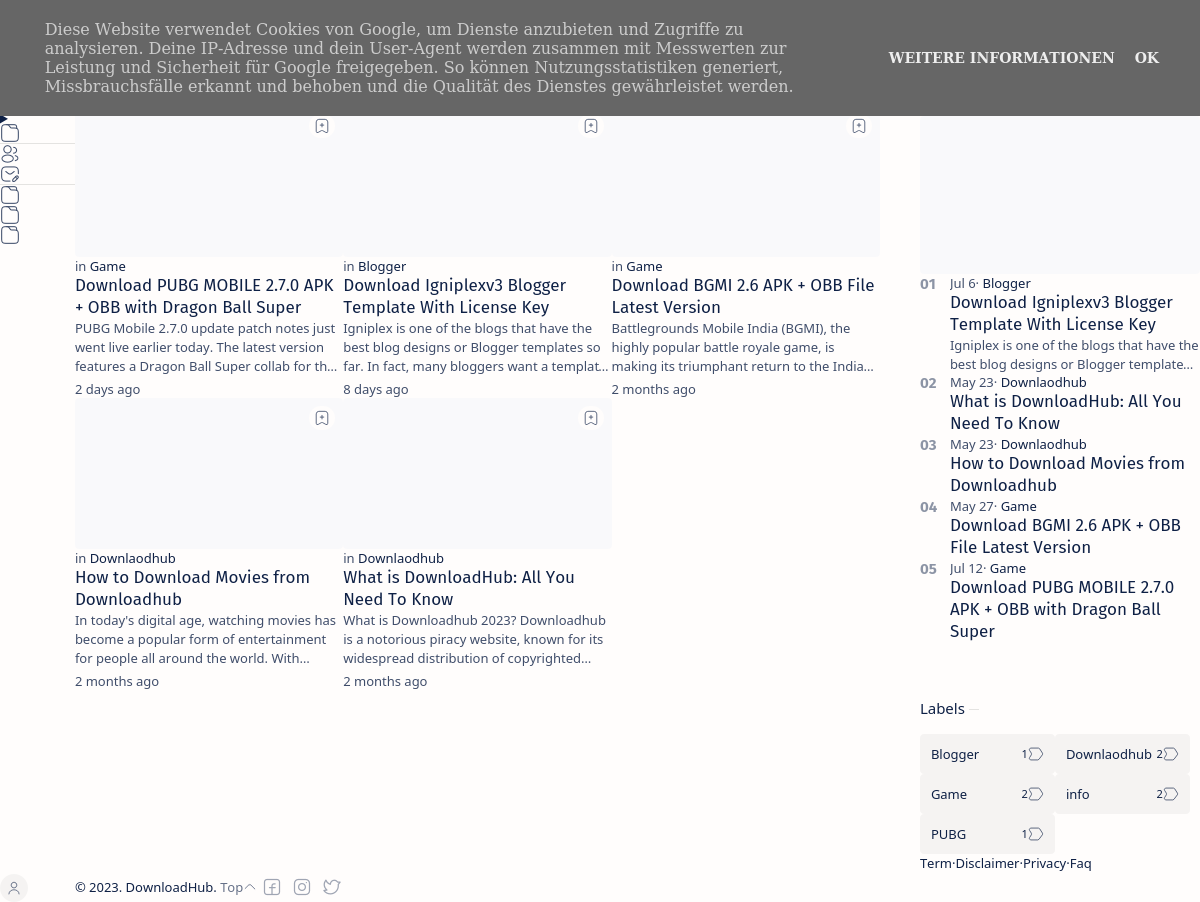 Diese Website verwendet Cookies von Google, um Dienste anzubieten und Zugriffe zu
analysieren. Deine IP-Adresse und dein User-Agent werden zusammen mit Messwerten zur
Leistung und Sicherheit für Google freigegeben. So können Nutzungsstatistiken generiert,
Missbrauchsfälle erkannt und behoben und die Qualität des Dienstes gewährleistet werden.
WEITERE INFORMATIONEN OK
in Game
Download PUBG MOBILE 2.7.0 APK
+ OBB with Dragon Ball Super
PUBG Mobile 2.7.0 update patch notes just
went live earlier today. The latest version
features a Dragon Ball Super collab for th…
2 days ago
in Blogger
Download Igniplexv3 Blogger
Template With License Key
Igniplex is one of the blogs that have the
best blog designs or Blogger templates so
far. In fact, many bloggers want a templat…
8 days ago
in Game
Download BGMI 2.6 APK + OBB File
Latest Version
Battlegrounds Mobile India (BGMI), the
highly popular battle royale game, is
making its triumphant return to the India…
2 months ago
in Downlaodhub
How to Download Movies from
Downloadhub
In today's digital age, watching movies has
become a popular form of entertainment
for people all around the world. With…
2 months ago
in Downlaodhub
What is DownloadHub: All You
Need To Know
What is Downloadhub 2023? Downloadhub
is a notorious piracy website, known for its
widespread distribution of copyrighted…
2 months ago
01 Jul 6· Blogger
Download Igniplexv3 Blogger
Template With License Key
Igniplex is one of the blogs that have the
best blog designs or Blogger template…
02 May 23· Downlaodhub
What is DownloadHub: All You
Need To Know
03 May 23· Downlaodhub
How to Download Movies from
Downloadhub
04 May 27· Game
Download BGMI 2.6 APK + OBB
File Latest Version
05 Jul 12· Game
Download PUBG MOBILE 2.7.0
APK + OBB with Dragon Ball
Super
Labels
Blogger 1
Downlaodhub 2
Game 2
info 2
PUBG 1
Term·Disclaimer·Privacy·Faq
© 2023. DownloadHub. Top